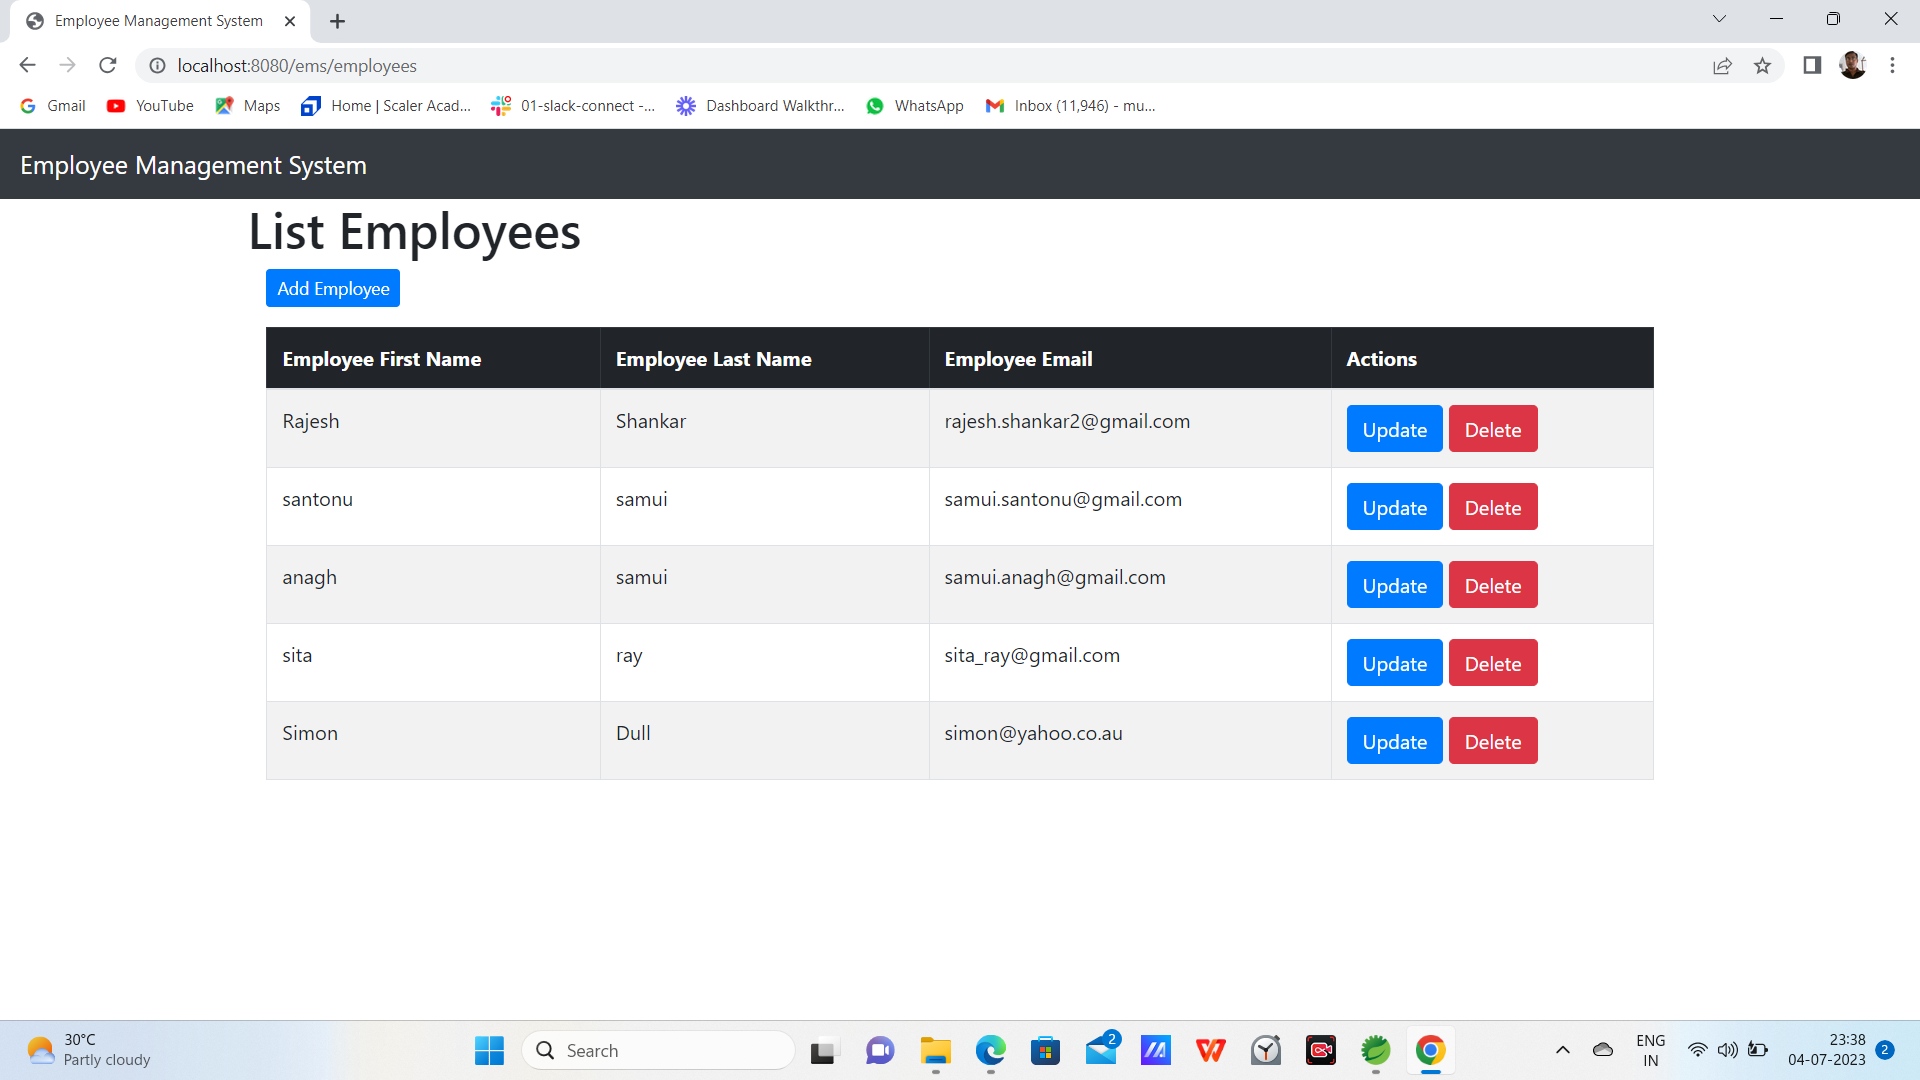 Employee Management System
localhost:8080/ems/employees
Gmail YouTube Maps Home | Scaler Acad... 01-slack-connect -... Dashboard Walkthr... WhatsApp Inbox (11,946) - mu...
Employee Management System
List Employees
Add Employee
Employee First Name Employee Last Name Employee Email Actions
Rajesh Shankar rajesh.shankar2@gmail.com Update Delete
santonu samui samui.santonu@gmail.com Update Delete
anagh samui samui.anagh@gmail.com Update Delete
sita ray sita_ray@gmail.com Update Delete
Simon Dull simon@yahoo.co.au Update Delete
30°C
Partly cloudy
Search
2
ENG
IN
23:38
04-07-2023
2